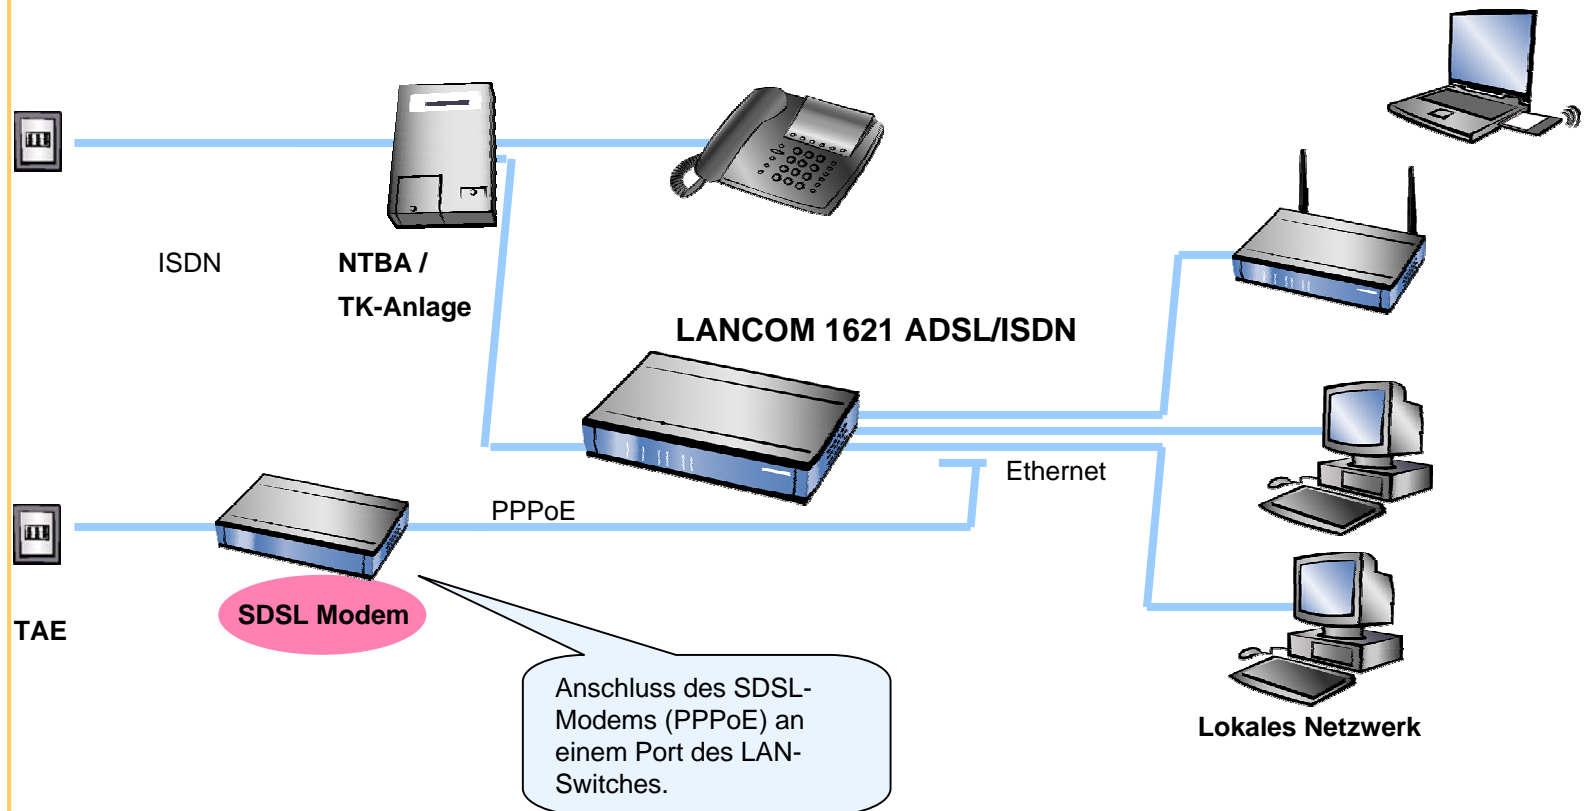 ISDN
NTBA /
TK-Anlage
LANCOM 1621 ADSL/ISDN
Ethernet
PPPoE
SDSL Modem
TAE
Anschluss des SDSL-
Modems (PPPoE) an
einem Port des LAN-
Switches.
Lokales Netzwerk